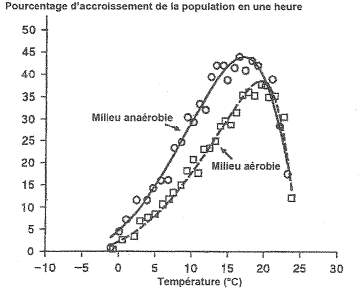 Pourcentage d'accroissement de la population en une heure
50
45
40
35
30
25
20
15
10
5
0
Milieu anaérobie
Milieu aérobie
−10 −5 0 5 10 15 20 25 30
Température (°C)